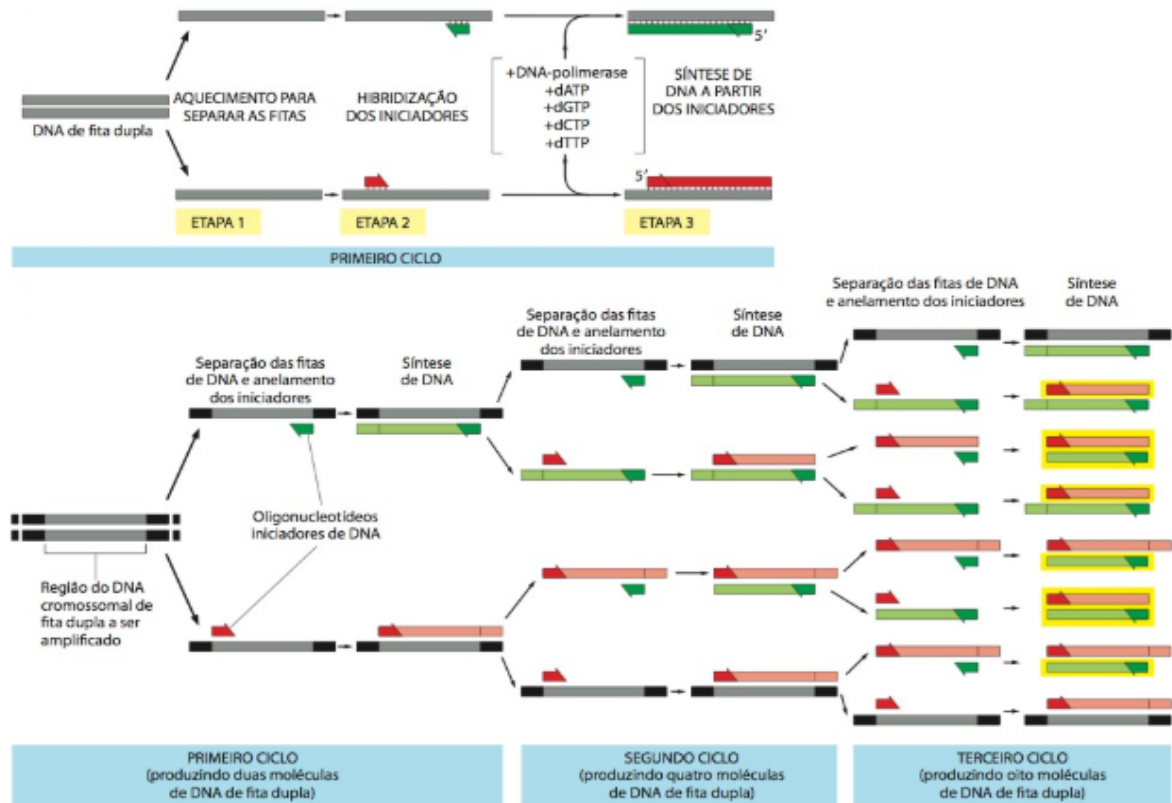 5'
+DNA-polimerase
+dATP
+dGTP
+dCTP
+dTTP
AQUECIMENTO PARA
SEPARAR AS FITAS
HIBRIDIZAÇÃO
DOS INICIADORES
SÍNTESE DE
DNA A PARTIR
DOS INICIADORES
DNA de fita dupla
5'
ETAPA 1
ETAPA 2
ETAPA 3
PRIMEIRO CICLO
Separação das fitas
de DNA e anelamento
dos iniciadores
Síntese
de DNA
Separação das fitas
de DNA e anelamento
dos iniciadores
Síntese
de DNA
Separação das fitas de DNA
e anelamento dos iniciadores
Síntese
de DNA
Oligonucleotídeos
iniciadores de DNA
Região do DNA
cromossomal de
fita dupla a ser
amplificado
PRIMEIRO CICLO
(produzindo duas moléculas
de DNA de fita dupla)
SEGUNDO CICLO
(produzindo quatro moléculas
de DNA de fita dupla)
TERCEIRO CICLO
(produzindo oito moléculas
de DNA de fita dupla)